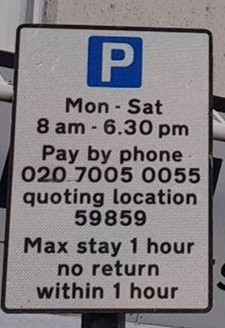 P
Mon - Sat
8 am - 6.30 pm
Pay by phone
020 7005 0055
quoting location
59859
Max stay 1 hour
no return
within 1 hour